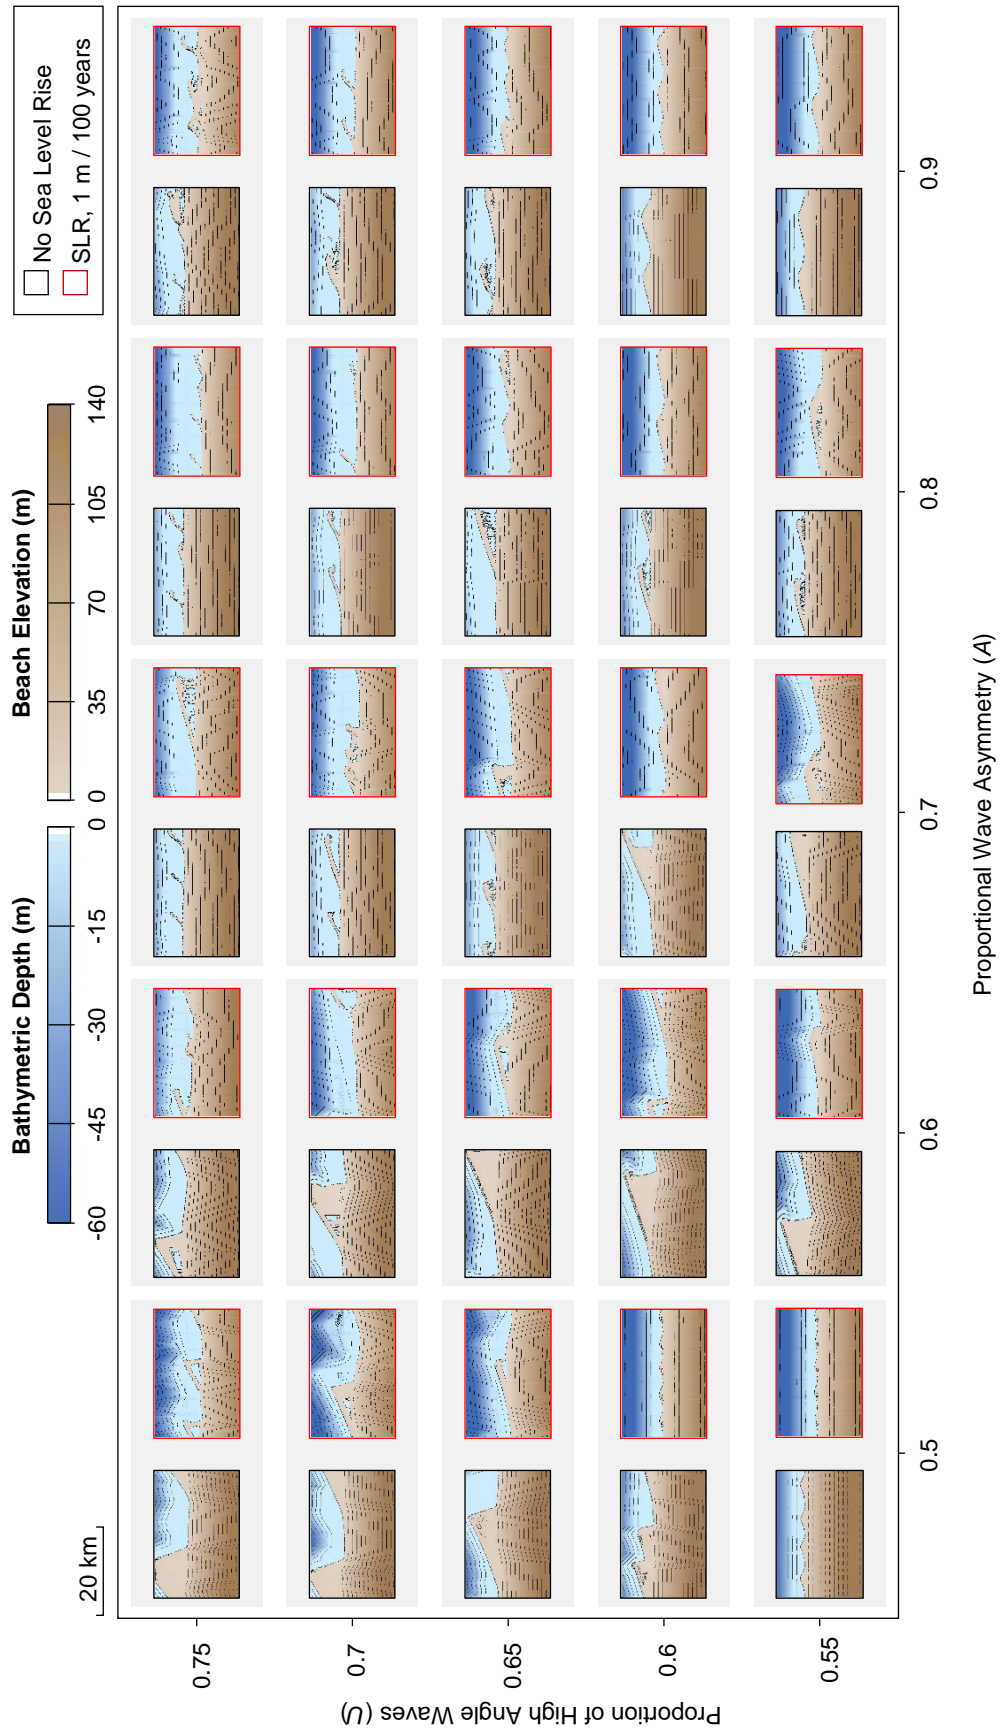 20 km
Bathymetric Depth (m)
-60 -45 -30 -15 0
Beach Elevation (m)
0 35 70 105 140
No Sea Level Rise
SLR, 1 m / 100 years
Proportion of High Angle Waves (U)
0.75
0.7
0.65
0.6
0.55
0.5 0.6 0.7 0.8 0.9
Proportional Wave Asymmetry (A)